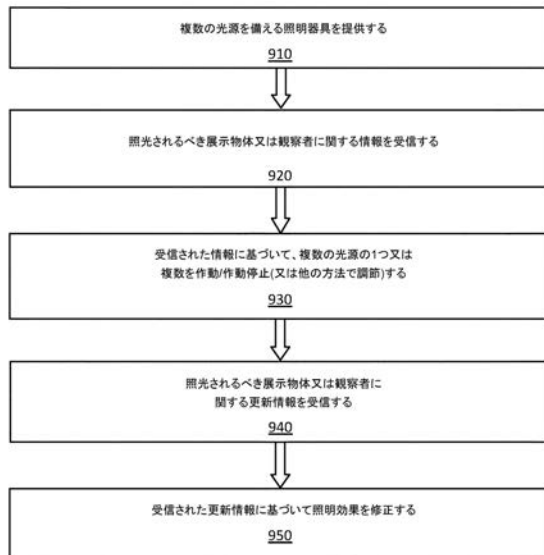 複数の光源を備える照明器具を提供する
910
照光されるべき展示物体又は観察者に関する情報を受信する
920
受信された情報に基づいて、複数の光源の1つ又は
複数を作動/作動停止(又は他の方法で調節)する
930
照光されるべき展示物体又は観察者に
関する更新情報を受信する
940
受信された更新情報に基づいて照明効果を修正する
950